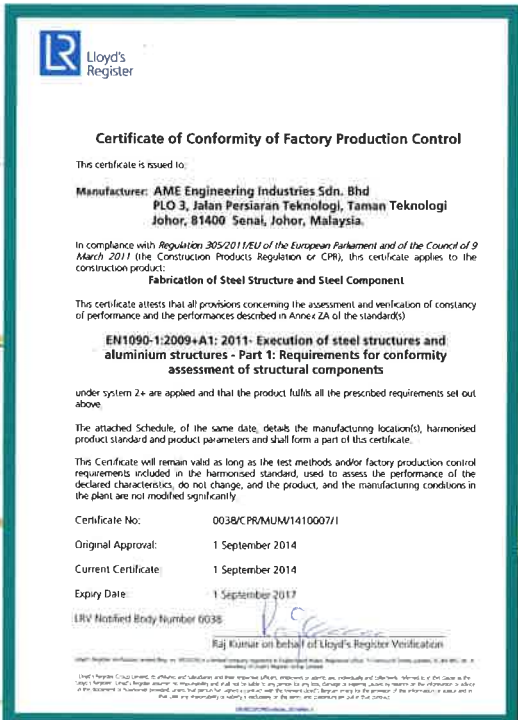 LR
Lloyd's
Register
Certificate of Conformity of Factory Production Control
This certificate is issued to:
Manufacturer: AME Engineering Industries Sdn. Bhd
PLO 3, Jalan Persiaran Teknologi, Taman Teknologi
Johor, 81400 Senai, Johor, Malaysia.
In compliance with Regulation 305/2011/EU of the European Parliament and of the Council of 9
March 2011 (the Construction Products Regulation or CPR), this certificate applies to the
construction product:
Fabrication of Steel Structure and Steel Component
This certificate attests that all provisions concerning the assessment and verification of constancy
of performance and the performances described in Annex ZA of the standard(s)
EN1090-1:2009+A1: 2011- Execution of steel structures and
aluminium structures - Part 1: Requirements for conformity
assessment of structural components
under system 2+ are applied and that the product fulfils all the prescribed requirements set out
above
The attached Schedule, of the same date, details the manufacturing location(s), harmonised
product standard and product parameters and shall form a part of this certificate.
This Certificate will remain valid as long as the test methods and/or factory production control
requirements included in the harmonised standard, used to assess the performance of the
declared characteristics, do not change, and the product, and the manufacturing conditions in
the plant are not modified significantly
Certificate No: 0038/CPR/MUM/1410007/1
Original Approval: 1 September 2014
Current Certificate: 1 September 2014
Expiry Date: 1 September 2017
LRV Notified Body Number 0038
Raj Kumar on behalf of Lloyd's Register Verification